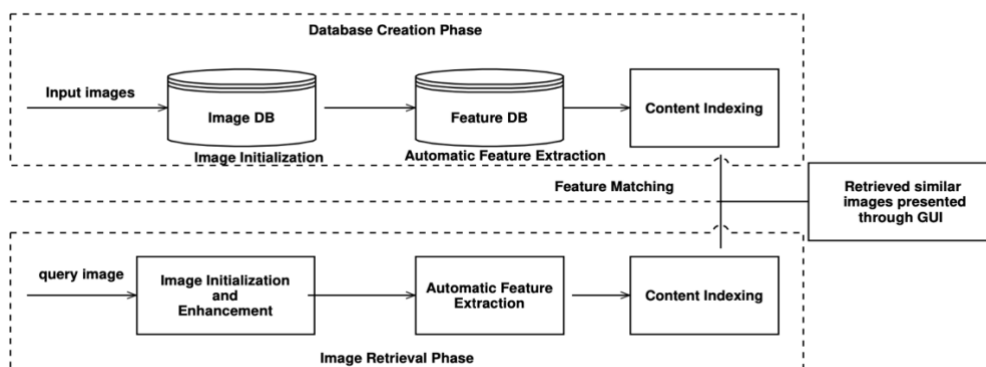 Database Creation Phase
Input images
Image DB
Feature DB
Content Indexing
Image Initialization
Automatic Feature Extraction
Feature Matching
Retrieved similar
images presented
through GUI
query image
Image Initialization
and
Enhancement
Automatic Feature
Extraction
Content Indexing
Image Retrieval Phase